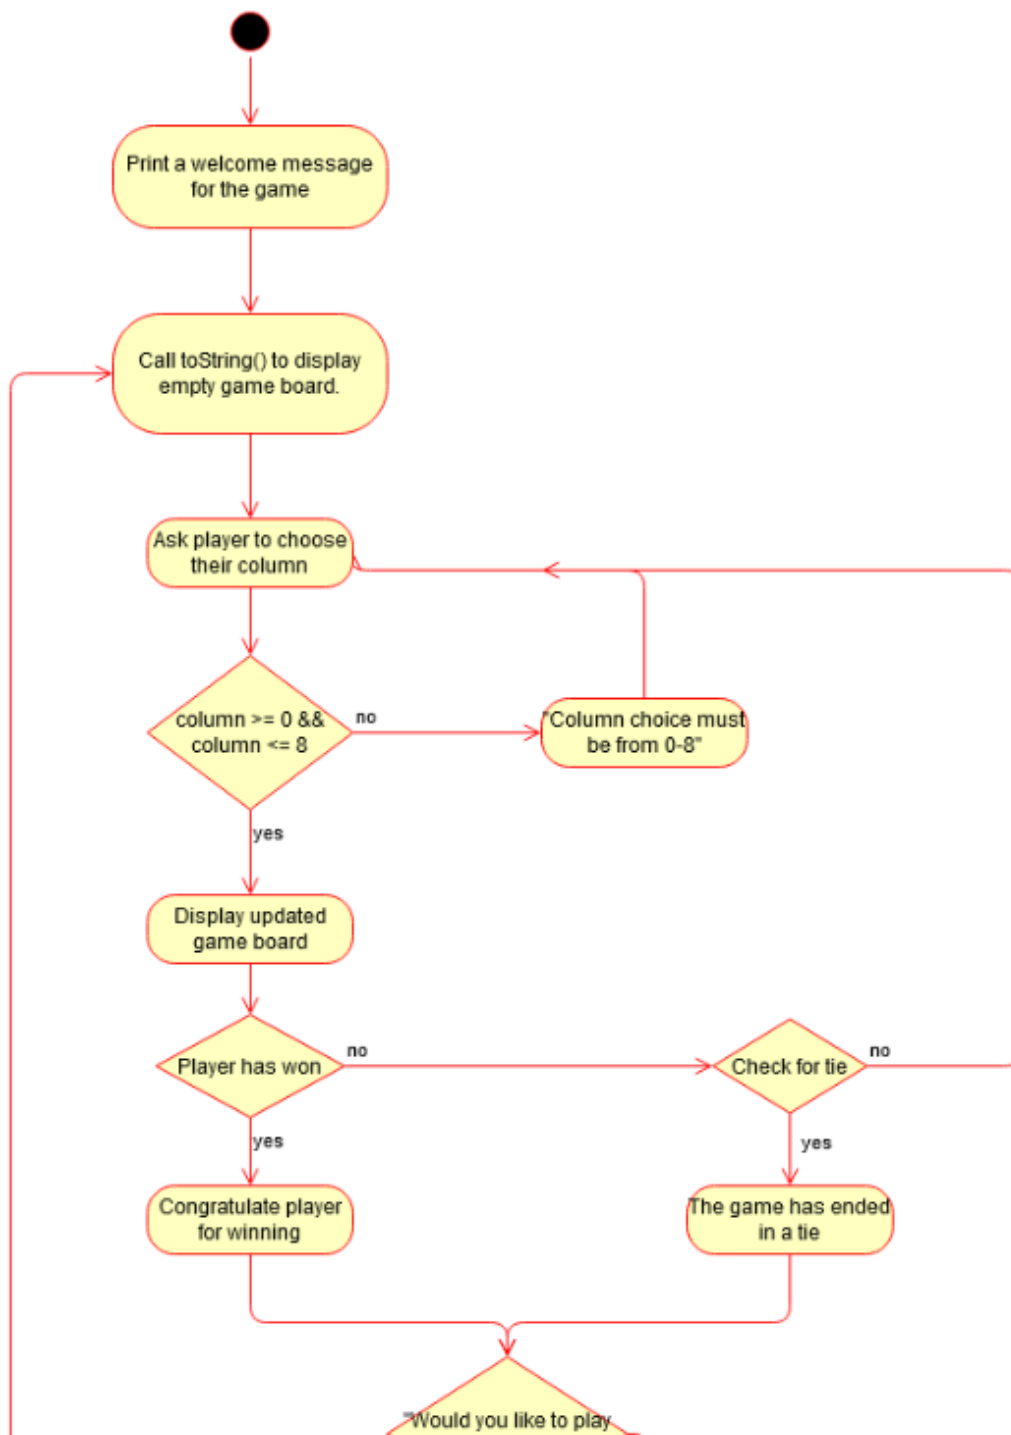 Print a welcome message
for the game
Call toString() to display
empty game board.
Ask player to choose
their column
column >= 0 &&
column <= 8
no
"Column choice must
be from 0-8"
yes
Display updated
game board
Player has won
no
Check for tie
no
yes
yes
Congratulate player
for winning
The game has ended
in a tie
"Would you like to play